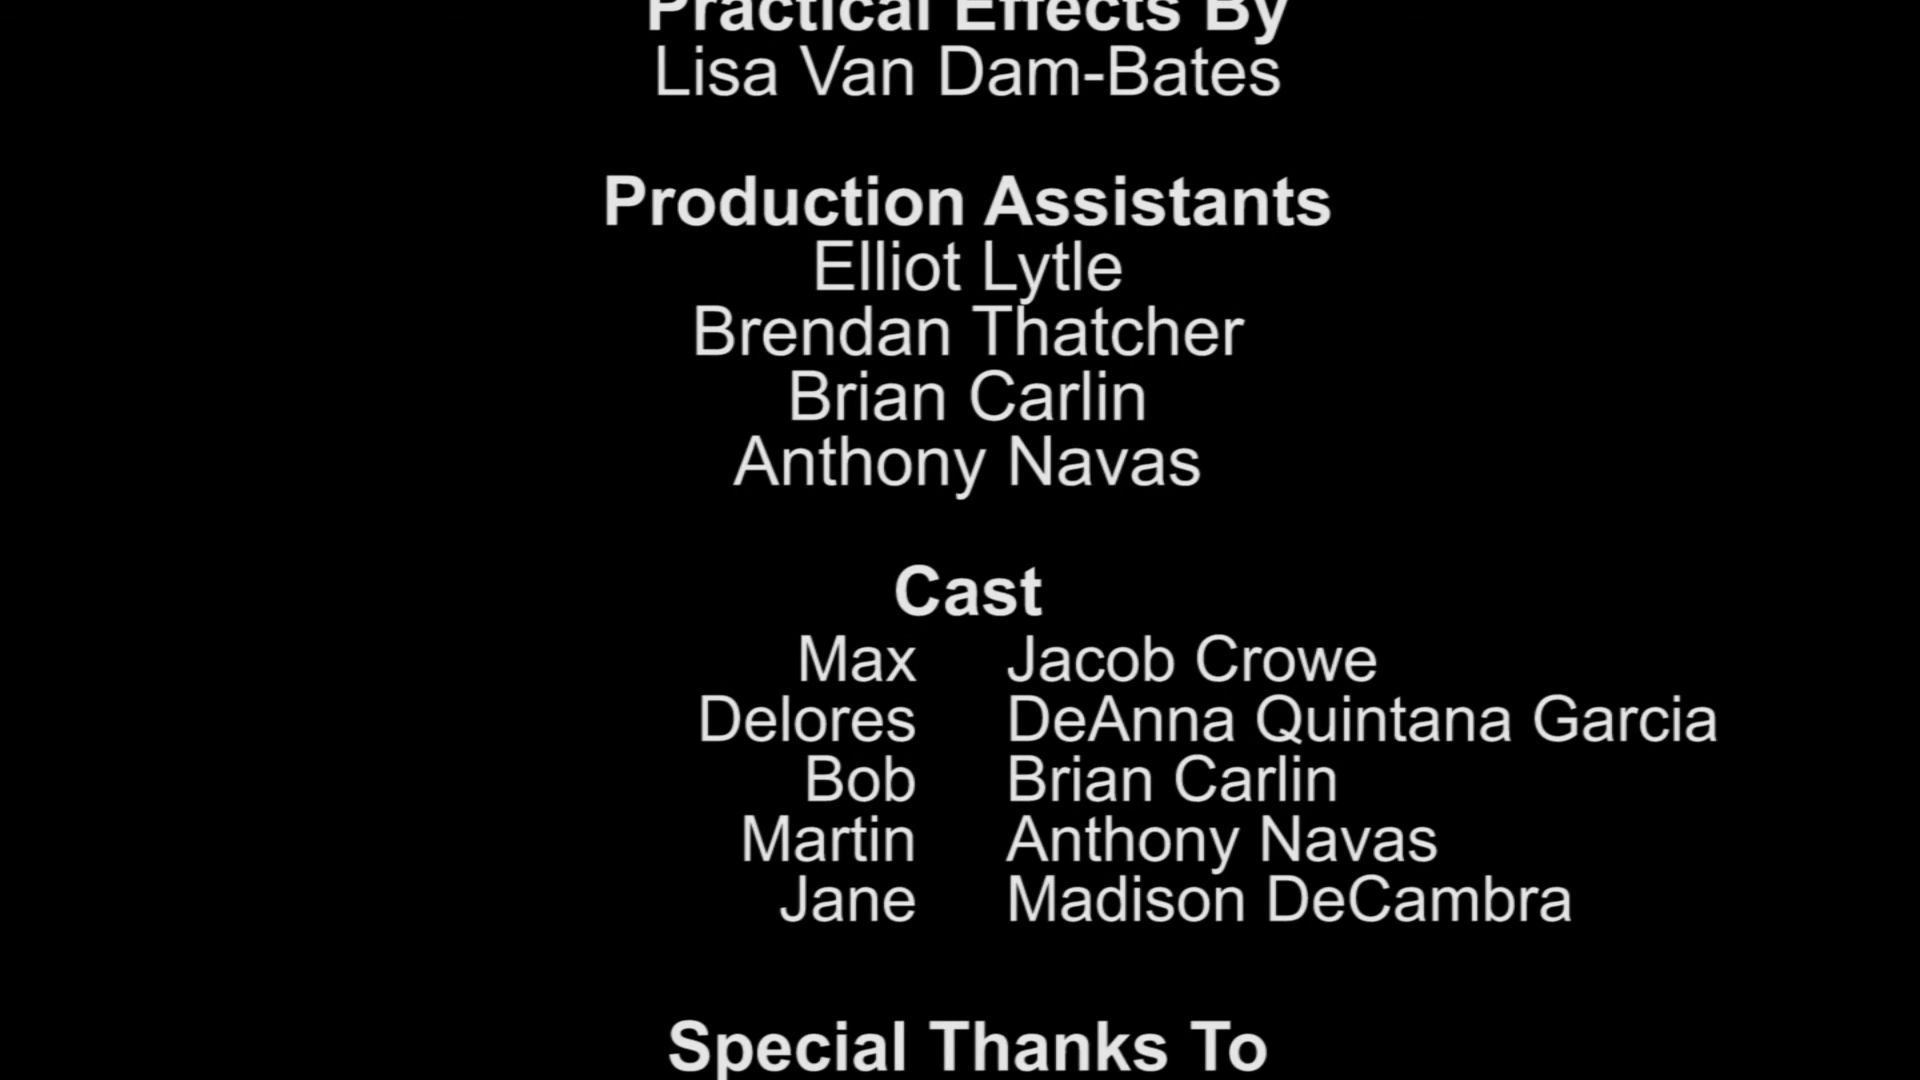 Practical Effects By
Lisa Van Dam-Bates
Production Assistants
Elliot Lytle
Brendan Thatcher
Brian Carlin
Anthony Navas
Cast
Max Jacob Crowe
Delores DeAnna Quintana Garcia
Bob Brian Carlin
Martin Anthony Navas
Jane Madison DeCambra
Special Thanks To